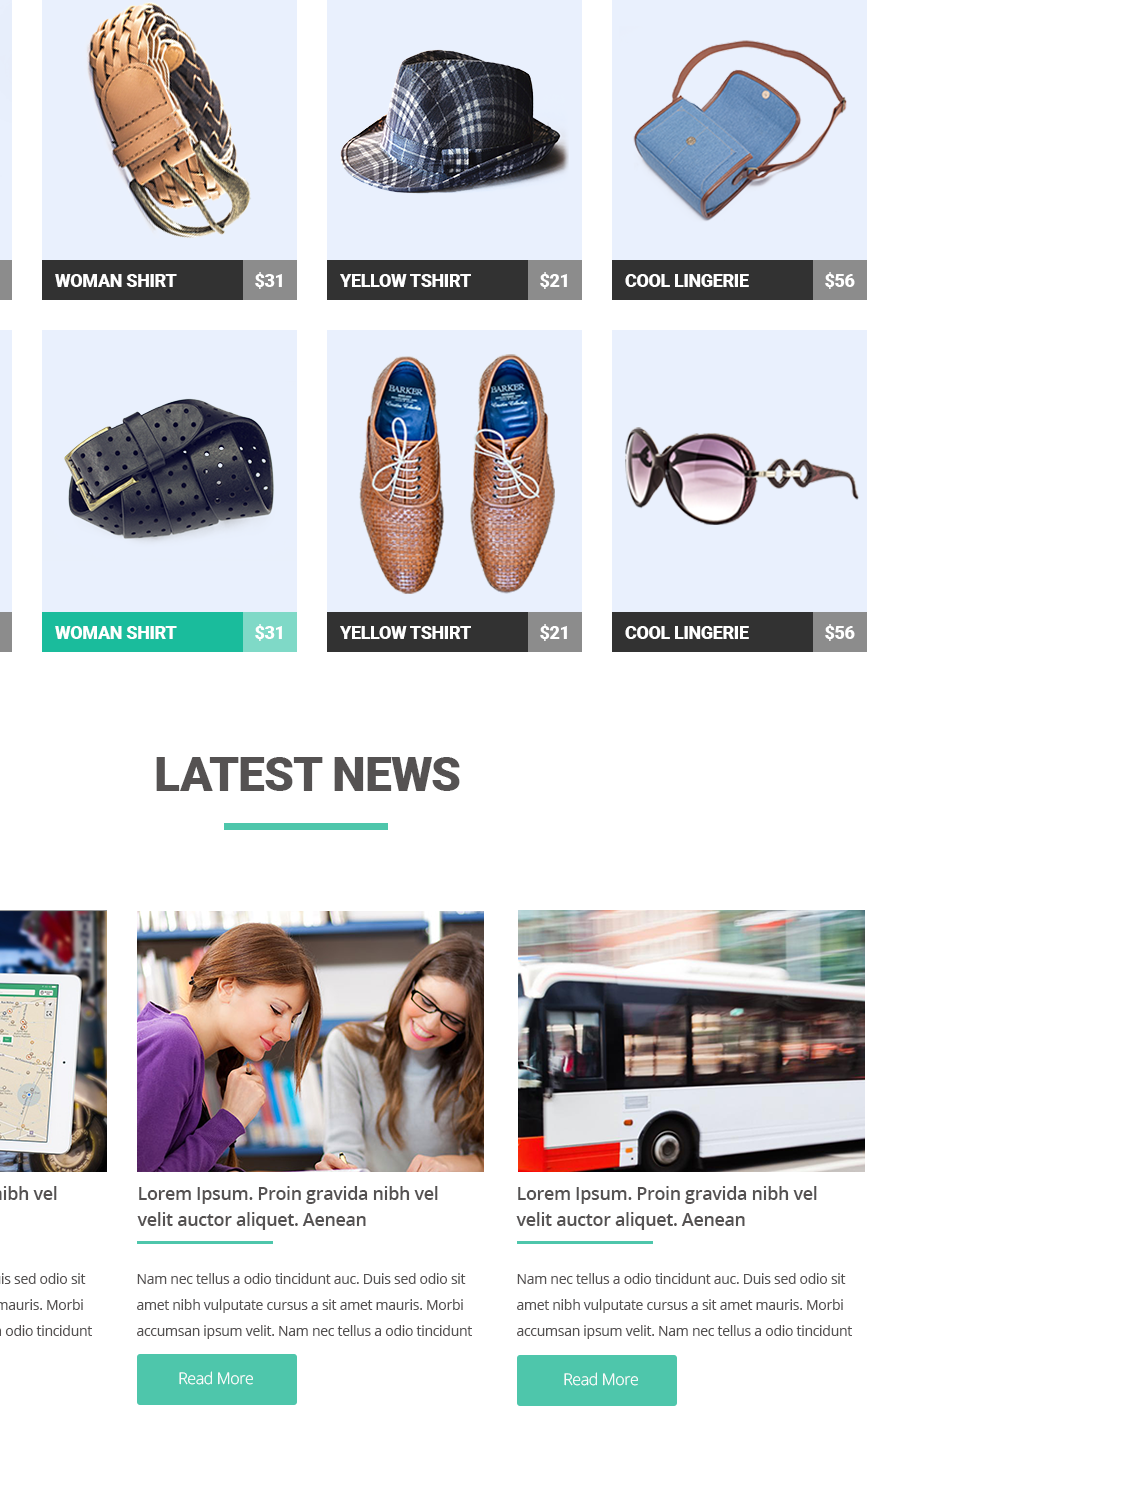 WOMAN SHIRT $31
YELLOW TSHIRT $21
COOL LINGERIE $56
BARKER
BARKER
WOMAN SHIRT $31
YELLOW TSHIRT $21
COOL LINGERIE $56
LATEST NEWS
nibh vel
is sed odio sit
mauris. Morbi
odio tincidunt
Lorem Ipsum. Proin gravida nibh vel
velit auctor aliquet. Aenean
Nam nec tellus a odio tincidunt auc. Duis sed odio sit
amet nibh vulputate cursus a sit amet mauris. Morbi
accumsan ipsum velit. Nam nec tellus a odio tincidunt
Read More
Lorem Ipsum. Proin gravida nibh vel
velit auctor aliquet. Aenean
Nam nec tellus a odio tincidunt auc. Duis sed odio sit
amet nibh vulputate cursus a sit amet mauris. Morbi
accumsan ipsum velit. Nam nec tellus a odio tincidunt
Read More